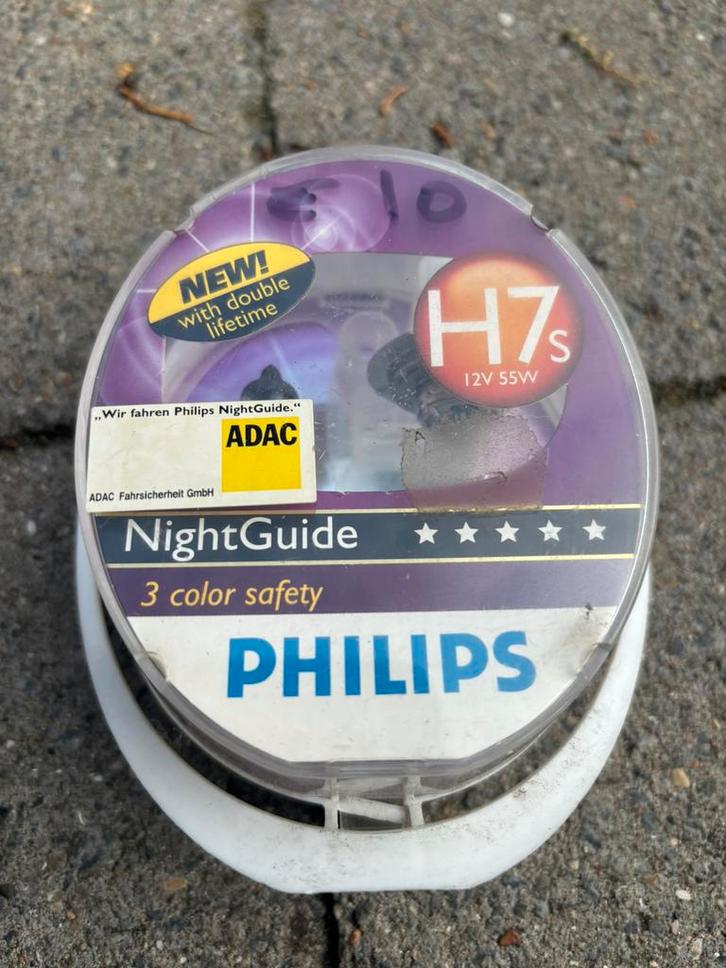 € 10
NEW!
with double
lifetime
H7s
12V 55W
„Wir fahren Philips NightGuide.“
ADAC
ADAC Fahrsicherheit GmbH
NightGuide
3 color safety
PHILIPS